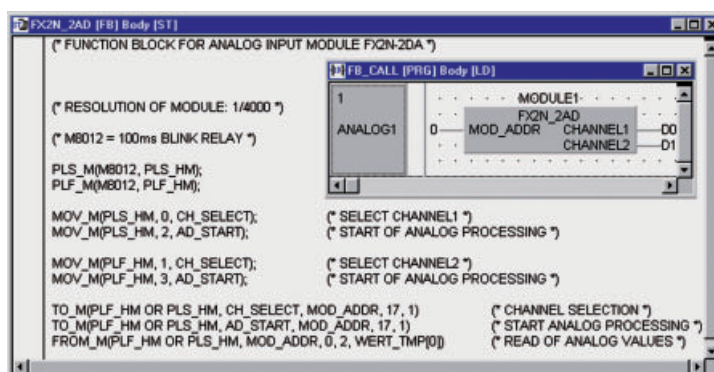 FX2N_2AD [FB] Body [ST]
(* FUNCTION BLOCK FOR ANALOG INPUT MODULE FX2N-2DA *)
FB_CALL [PRG] Body [LD]
1
MODULE1
FX2N_2AD
ANALOG1
0 MOD_ADDR CHANNEL1 D0
CHANNEL2 D1
(* RESOLUTION OF MODULE: 1/4000 *)
(* M8012 = 100ms BLINK RELAY *)
PLS_M(M8012, PLS_HM);
PLF_M(M8012, PLF_HM);
MOV_M(PLS_HM, 0, CH_SELECT); (* SELECT CHANNEL1 *)
MOV_M(PLS_HM, 2, AD_START); (* START OF ANALOG PROCESSING *)
MOV_M(PLF_HM, 1, CH_SELECT); (* SELECT CHANNEL2 *)
MOV_M(PLF_HM, 3, AD_START); (* START OF ANALOG PROCESSING *)
TO_M(PLF_HM OR PLS_HM, CH_SELECT, MOD_ADDR, 17, 1) (* CHANNEL SELECTION *)
TO_M(PLF_HM OR PLS_HM, AD_START, MOD_ADDR, 17, 1) (* START ANALOG PROCESSING *)
FROM_M(PLF_HM OR PLS_HM, MOD_ADDR, 0, 2, WERT_TMP[0]) (* READ OF ANALOG VALUES *)